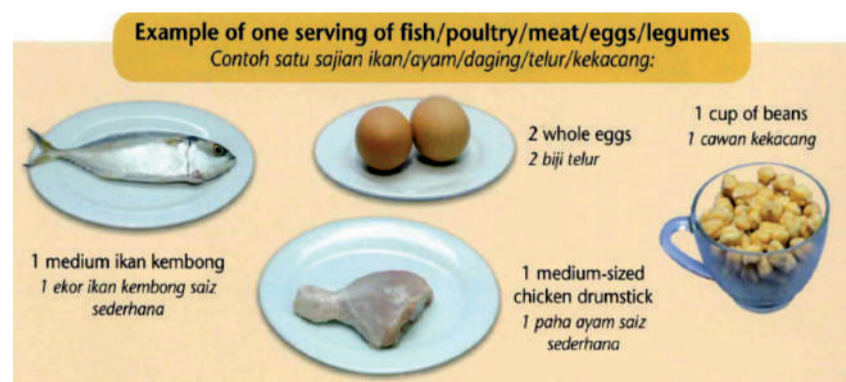 Example of one serving of fish/poultry/meat/eggs/legumes
Contoh satu sajian ikan/ayam/daging/telur/kekacang:
1 medium ikan kembong
1 ekor ikan kembong saiz
sederhana
2 whole eggs
2 biji telur
1 medium-sized
chicken drumstick
1 paha ayam saiz
sederhana
1 cup of beans
1 cawan kekacang